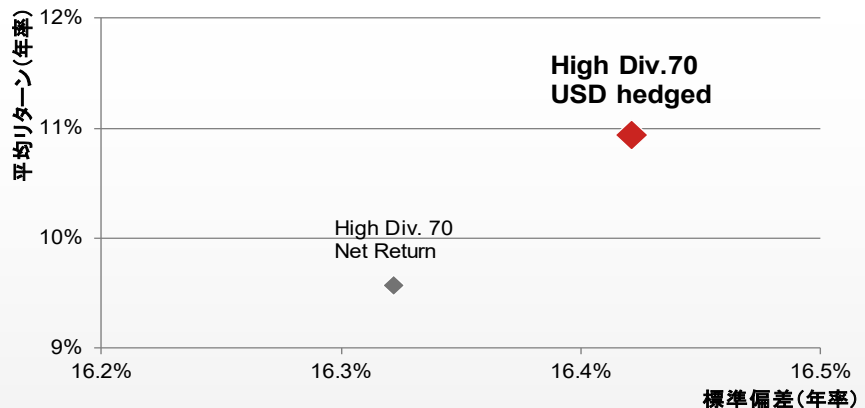 平均リターン(年率)
12%
11%
10%
9%
High Div.70
USD hedged
High Div. 70
Net Return
16.2%
16.3%
16.4%
16.5%
標準偏差(年率)